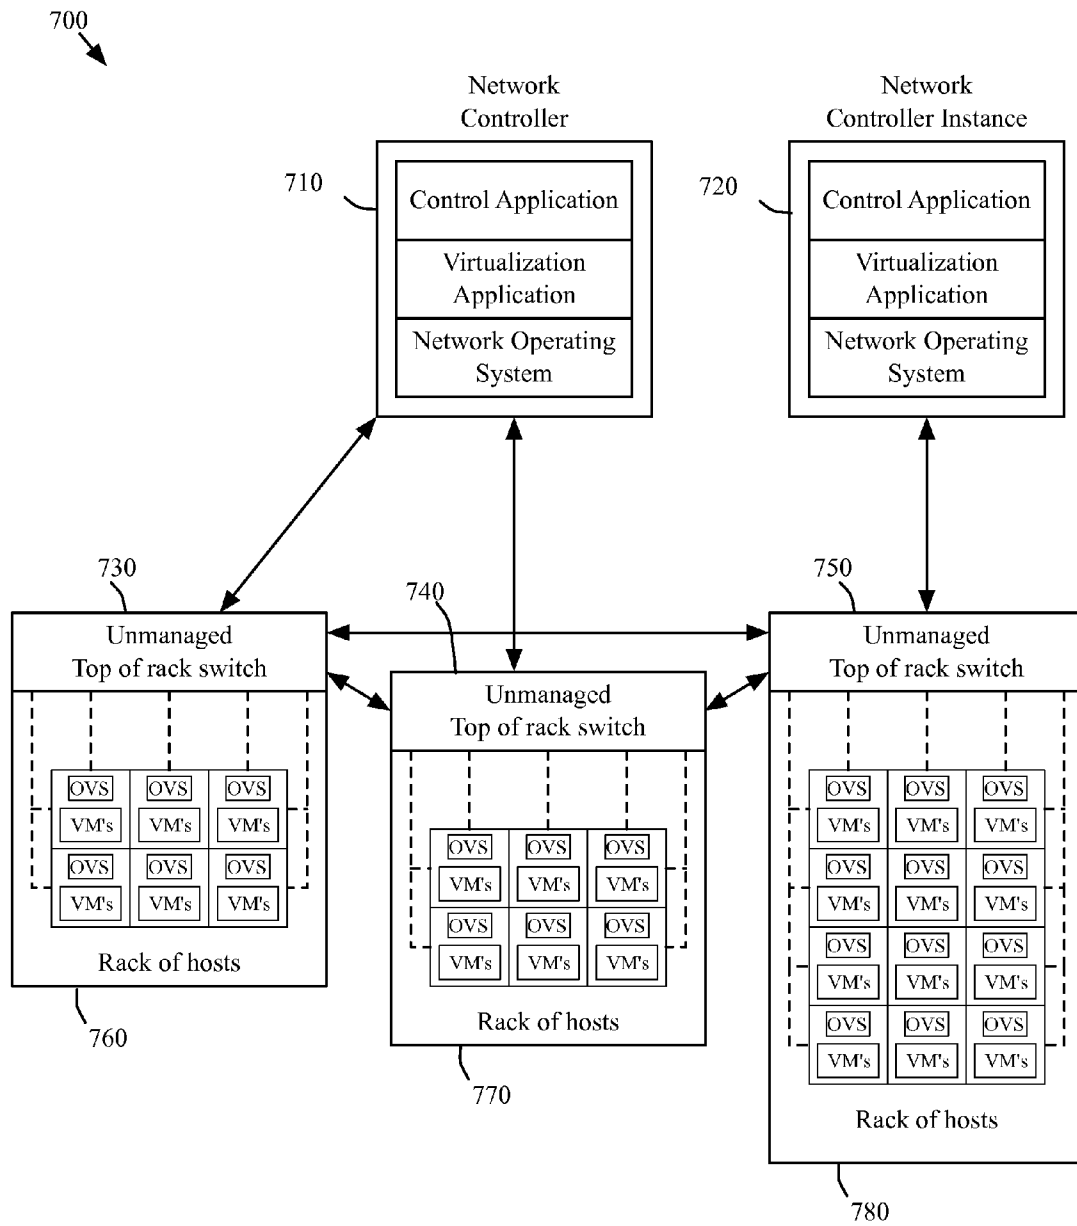 700
Network
Controller
Network
Controller Instance
710
Control Application
Virtualization
Application
Network Operating
System
720
Control Application
Virtualization
Application
Network Operating
System
730
Unmanaged
Top of rack switch
OVS OVS OVS
VM's VM's VM's
OVS OVS OVS
VM's VM's VM's
Rack of hosts
760
740
Unmanaged
Top of rack switch
OVS OVS OVS
VM's VM's VM's
OVS OVS OVS
VM's VM's VM's
Rack of hosts
770
750
Unmanaged
Top of rack switch
OVS OVS OVS
VM's VM's VM's
OVS OVS OVS
VM's VM's VM's
OVS OVS OVS
VM's VM's VM's
OVS OVS OVS
VM's VM's VM's
Rack of hosts
780